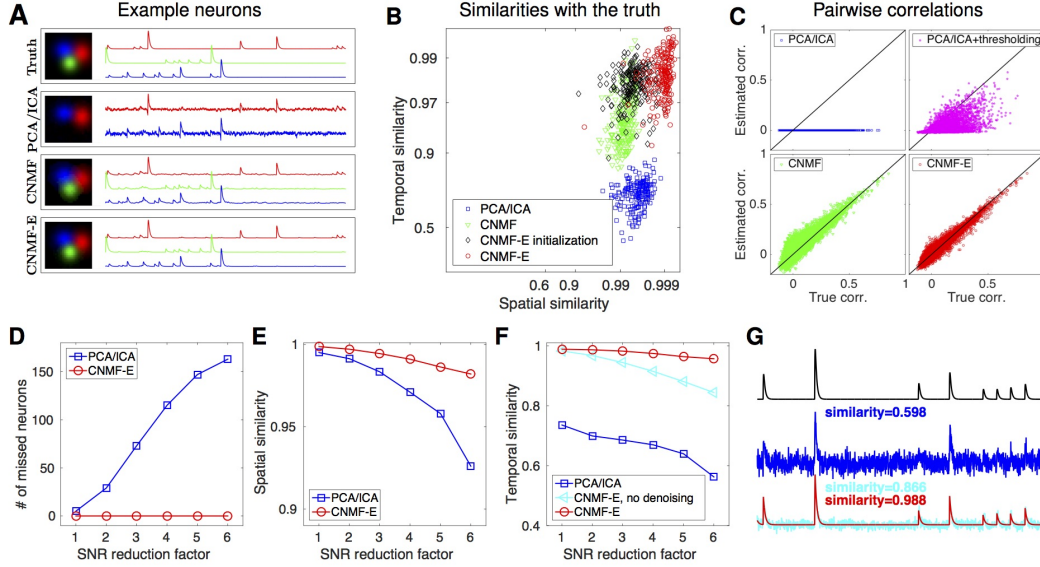 A
Example neurons
Truth
PCA/ICA
CNMF
CNMF-E
B
Similarities with the truth
Temporal similarity
0.99
0.97
0.9
0.5
PCA/ICA
CNMF
CNMF-E initialization
CNMF-E
0.6 0.9 0.99 0.999
Spatial similarity
C
Pairwise correlations
PCA/ICA
PCA/ICA+thresholding
Estimated corr.
1
0.5
0
CNMF
CNMF-E
Estimated corr.
1
0.5
0
0 0.5 1
0 0.5
True corr.
True corr.
D
# of missed neurons
150
100
50
0
PCA/ICA
CNMF-E
1 2 3 4 5 6
SNR reduction factor
E
Spatial similarity
1
0.95
0.9
PCA/ICA
CNMF-E
1 2 3 4 5 6
SNR reduction factor
F
Temporal similarity
1
0.8
0.6
0.4
PCA/ICA
CNMF-E, no denoising
CNMF-E
1 2 3 4 5 6
SNR reduction factor
G
similarity=0.598
similarity=0.866
similarity=0.988